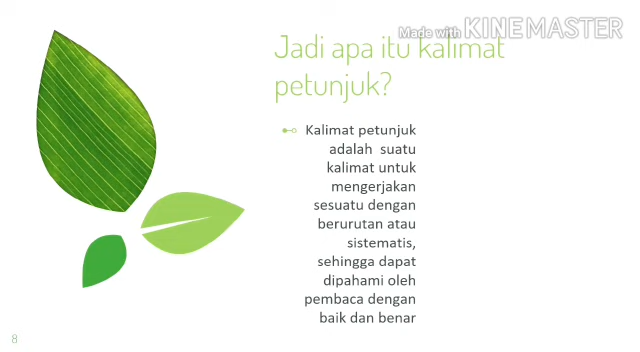 Made with KINEMASTER
Jadi apa itu kalimat
petunjuk?
Kalimat petunjuk
adalah suatu
kalimat untuk
mengerjakan
sesuatu dengan
berurutan atau
sistematis,
sehingga dapat
dipahami oleh
pembaca dengan
baik dan benar
8